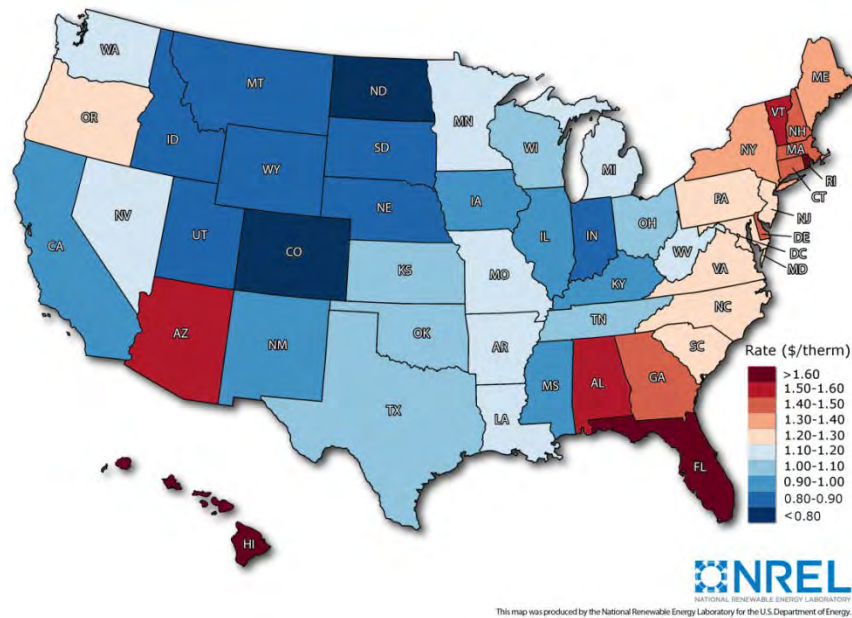 WA
MT
ND
MN
ME
VT
NH
OR
ID
SD
WI
MI
NY
MA
RI
CT
WY
NE
IA
PA
NJ
NV
UT
CO
IL
IN
OH
DE
DC
MD
CA
KS
MO
WV
VA
KY
AZ
NM
OK
AR
TN
NC
SC
TX
LA
MS
AL
GA
FL
HI
Rate ($/therm)
>1.60
1.50-1.60
1.40-1.50
1.30-1.40
1.20-1.30
1.10-1.20
1.00-1.10
0.90-1.00
0.80-0.90
<0.80
NREL
NATIONAL RENEWABLE ENERGY LABORATORY
This map was produced by the National Renewable Energy Laboratory for the U.S. Department of Energy.